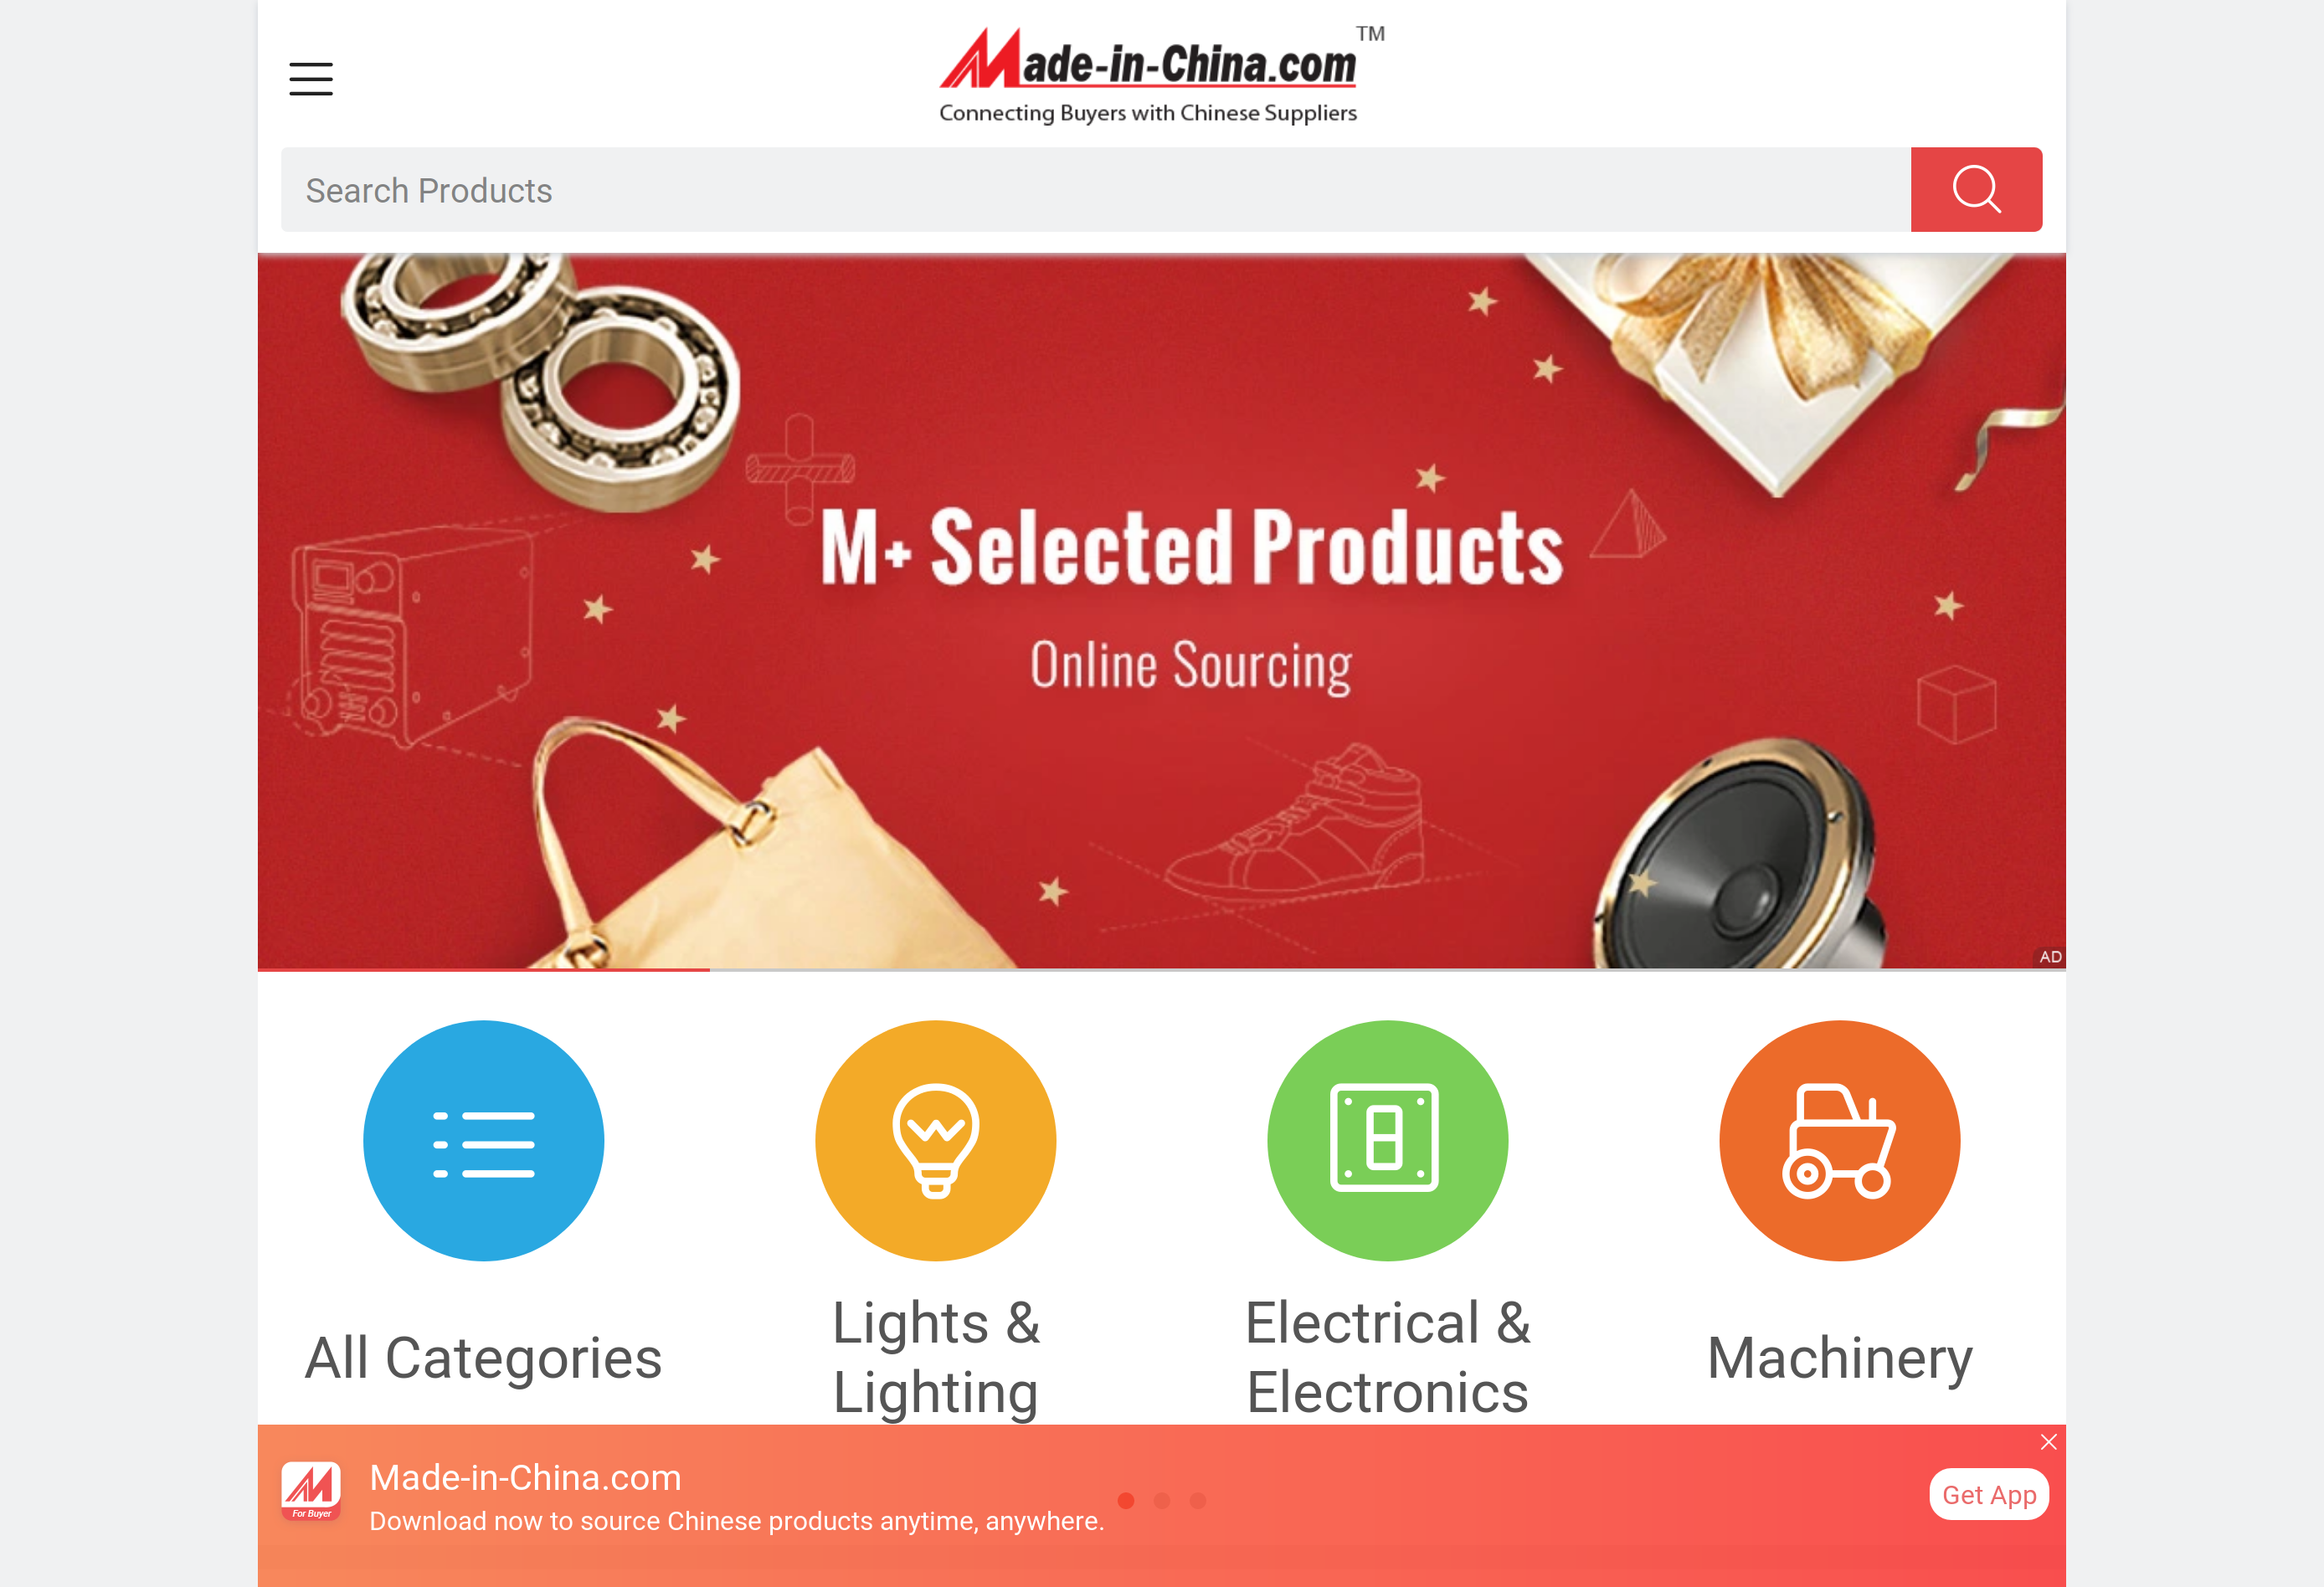 Made-in-China.com™
Connecting Buyers with Chinese Suppliers
Search Products
M+ Selected Products
Online Sourcing
AD
All Categories
Lights &
Lighting
Electrical &
Electronics
Machinery
Made-in-China.com
Download now to source Chinese products anytime, anywhere.
For Buyer
Get App